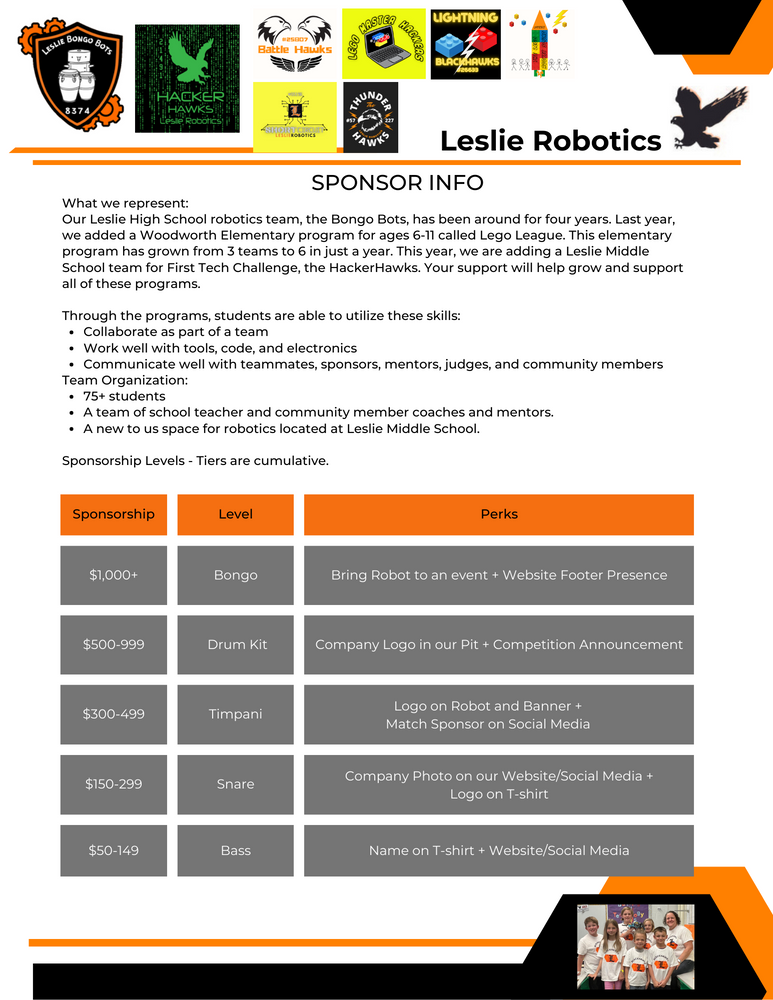 LESLIE BONGO BOTS
8374
HACKER
HAWKS
Leslie Robotics
#25807
Battle Hawks
LEGO MASTER HACKERS
LIGHTNING
BLACKHAWKS
#26633
ROBOTICS
THUNDER
The
#57 227
HAWKS
Leslie Robotics
SPONSOR INFO
What we represent:
Our Leslie High School robotics team, the Bongo Bots, has been around for four years. Last year,
we added a Woodworth Elementary program for ages 6-11 called Lego League. This elementary
program has grown from 3 teams to 6 in just a year. This year, we are adding a Leslie Middle
School team for First Tech Challenge, the HackerHawks. Your support will help grow and support
all of these programs.
Through the programs, students are able to utilize these skills:
• Collaborate as part of a team
• Work well with tools, code, and electronics
• Communicate well with teammates, sponsors, mentors, judges, and community members
Team Organization:
• 75+ students
• A team of school teacher and community member coaches and mentors.
• A new to us space for robotics located at Leslie Middle School.
Sponsorship Levels - Tiers are cumulative.
Sponsorship Level Perks
$1,000+ Bongo Bring Robot to an event + Website Footer Presence
$500-999 Drum Kit Company Logo in our Pit + Competition Announcement
$300-499 Timpani Logo on Robot and Banner +
Match Sponsor on Social Media
$150-299 Snare Company Photo on our Website/Social Media +
Logo on T-shirt
$50-149 Bass Name on T-shirt + Website/Social Media